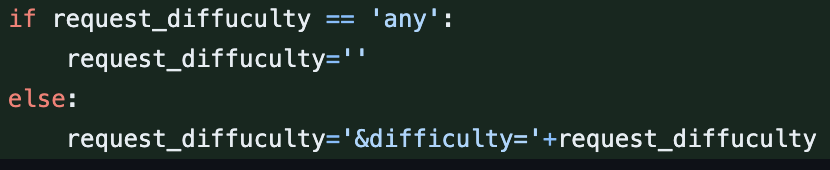 if request_diffuculty == 'any':
    request_diffuculty=''
else:
    request_diffuculty='&difficulty='+request_diffuculty